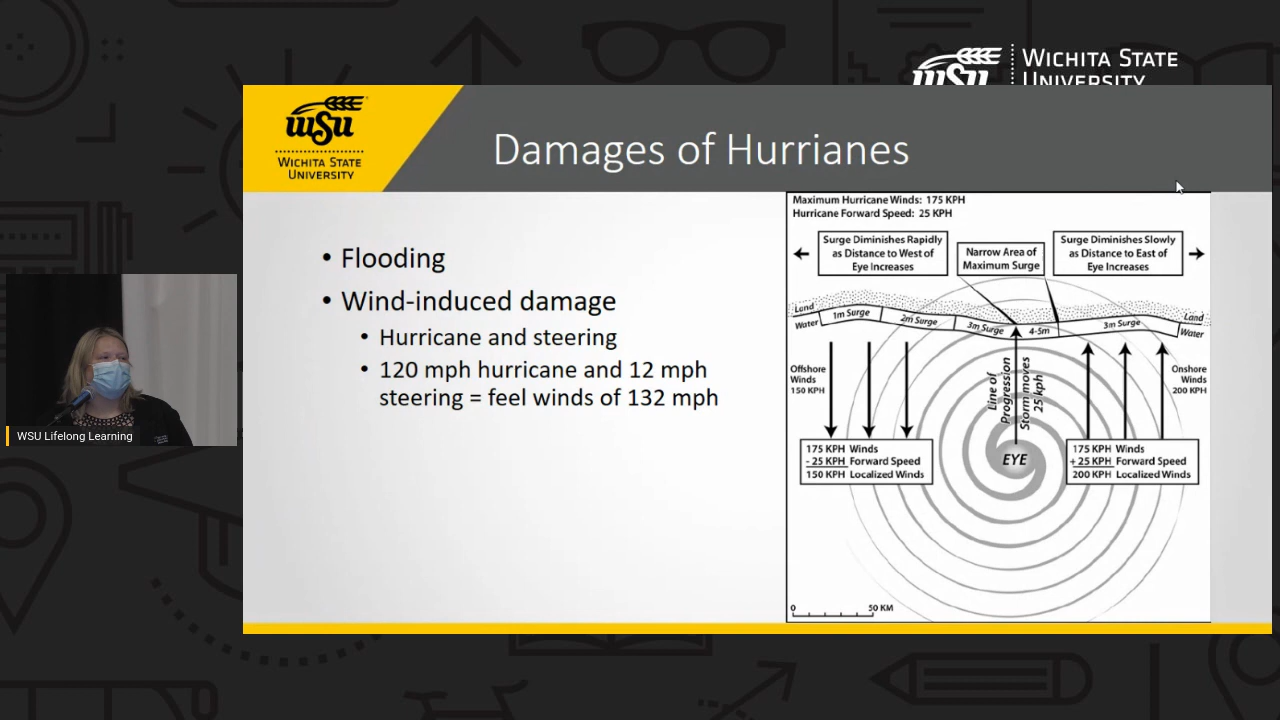 WSU
WICHITA STATE
UNIVERSITY
WSU
WICHITA STATE
UNIVERSITY
Damages of Hurrianes
• Flooding
• Wind-induced damage
• Hurricane and steering
• 120 mph hurricane and 12 mph
steering = feel winds of 132 mph
Maximum Hurricane Winds: 175 KPH
Hurricane Forward Speed: 25 KPH
Surge Diminishes Rapidly
as Distance to West of
Eye Increases
Narrow Area of
Maximum Surge
Surge Diminishes Slowly
as Distance to East of
Eye Increases
Land
Water
1m Surge
2m Surge
3m Surge
4-5m
3m Surge
Land
Water
Offshore
Winds
150 KPH
Line of
Progression
Storm moves
25 kph
Onshore
Winds
200 KPH
175 KPH Winds
- 25 KPH Forward Speed
150 KPH Localized Winds
EYE
175 KPH Winds
+ 25 KPH Forward Speed
200 KPH Localized Winds
0 50 KM
WSU Lifelong Learning